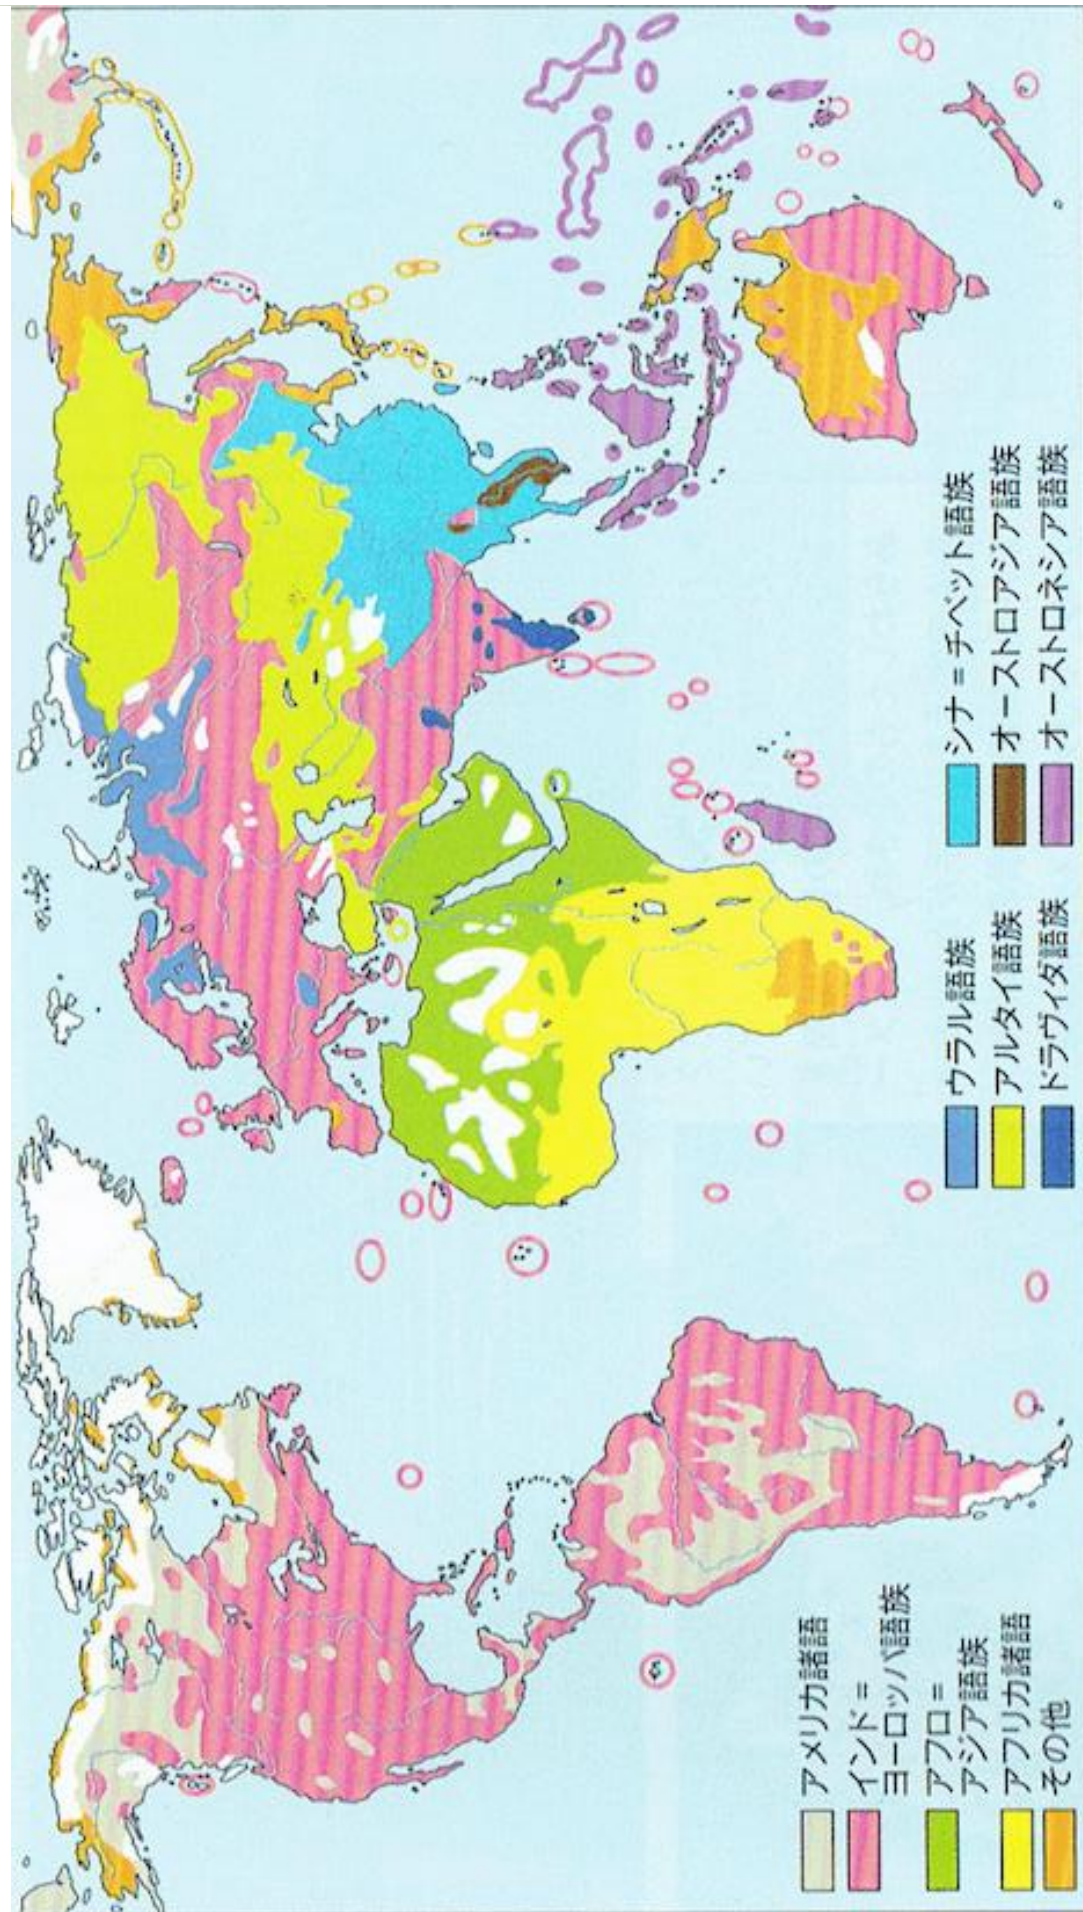 アメリカ諸語
インド＝
ヨーロッパ語族
アフロ＝
アジア語族
アフリカ諸語
その他
ウラル語族
アルタイ語族
ドラヴィダ語族
シナ＝チベット語族
オーストロアジア語族
オーストロネシア語族